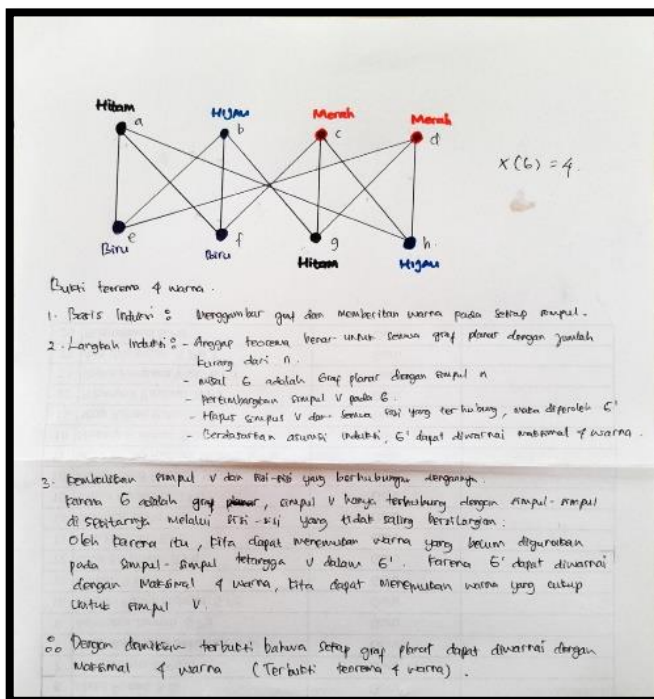 Hitam Hijau Merah Merah
a b c d
X(G) = 4.
e f g h
Biru Biru Hitam Hijau
Bukti teorema 4 warna.
1. Basis Induksi : Menggambar graf dan memberikan warna pada setiap simpul.
2. Langkah Induksi : - Anggap teorema benar untuk semua graf planar dengan jumlah
kurang dari n.
- misal G adalah Graf planar dengan simpul n
- pertimbangkan simpul V pada G.
- Hapus simpus V dan semua sisi yang terhubung, maka diperoleh G'
- Berdasarkan asumsi induksi, G' dapat diwarnai maksimal 4 warna.
3. Kembalikan simpul V dan sisi-sisi yang berhubungan dengannya.
Karena G adalah graf planar, simpul V hanya terhubung dengan simpul-simpul
di sekitarnya melalui sisi-sisi yang tidak saling bersilangan.
Oleh karena itu, kita dapat menemukan warna yang belum digunakan
pada simpul-simpul tetangga V dalam G'. Karena G' dapat diwarnai
dengan Maksimal 4 warna, kita dapat menemukan warna yang cukup
untuk simpul V.
∴ Dengan demikian terbukti bahwa setiap graf planar dapat diwarnai dengan
Maksimal 4 warna (Terbukti teorema 4 warna).